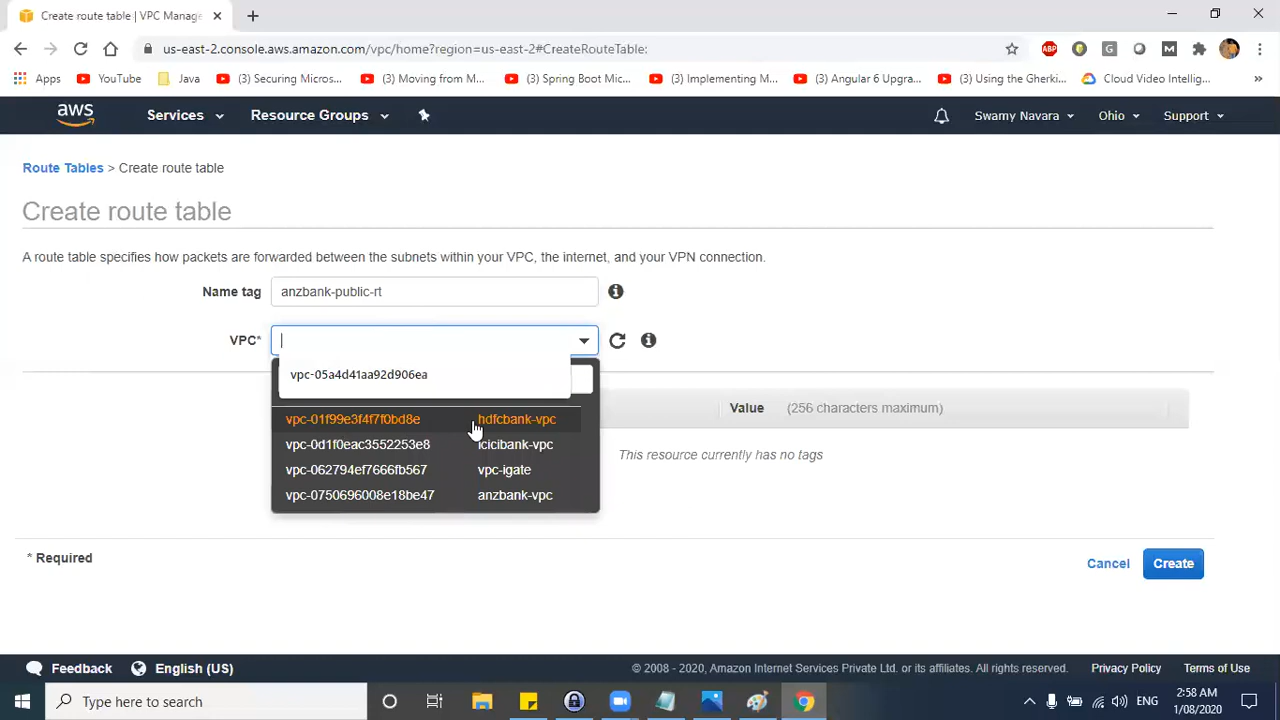 Create route table | VPC Manag
us-east-2.console.aws.amazon.com/vpc/home?region=us-east-2#CreateRouteTable:
ABP
G
M
Apps
YouTube
Java
(3) Securing Micros...
(3) Moving from M...
(3) Spring Boot Mic...
(3) Implementing M...
(3) Angular 6 Upgra...
(3) Using the Gherki...
Cloud Video Intellig...
»
aws
Services
Resource Groups
Swamy Navara
Ohio
Support
Route Tables > Create route table
Create route table
A route table specifies how packets are forwarded between the subnets within your VPC, the internet, and your VPN connection.
Name tag
anzbank-public-rt
VPC*
vpc-05a4d41aa92d906ea
Value (256 characters maximum)
vpc-01f99e3f4f7f0bd8e hdfcbank-vpc
vpc-0d1f0eac3552253e8 icicibank-vpc
This resource currently has no tags
vpc-062794ef7666fb567 vpc-igate
vpc-0750696008e18be47 anzbank-vpc
* Required
Cancel
Create
Feedback
English (US)
© 2008 - 2020, Amazon Internet Services Private Ltd. or its affiliates. All rights reserved.
Privacy Policy
Terms of Use
Type here to search
ENG
2:58 AM
1/08/2020